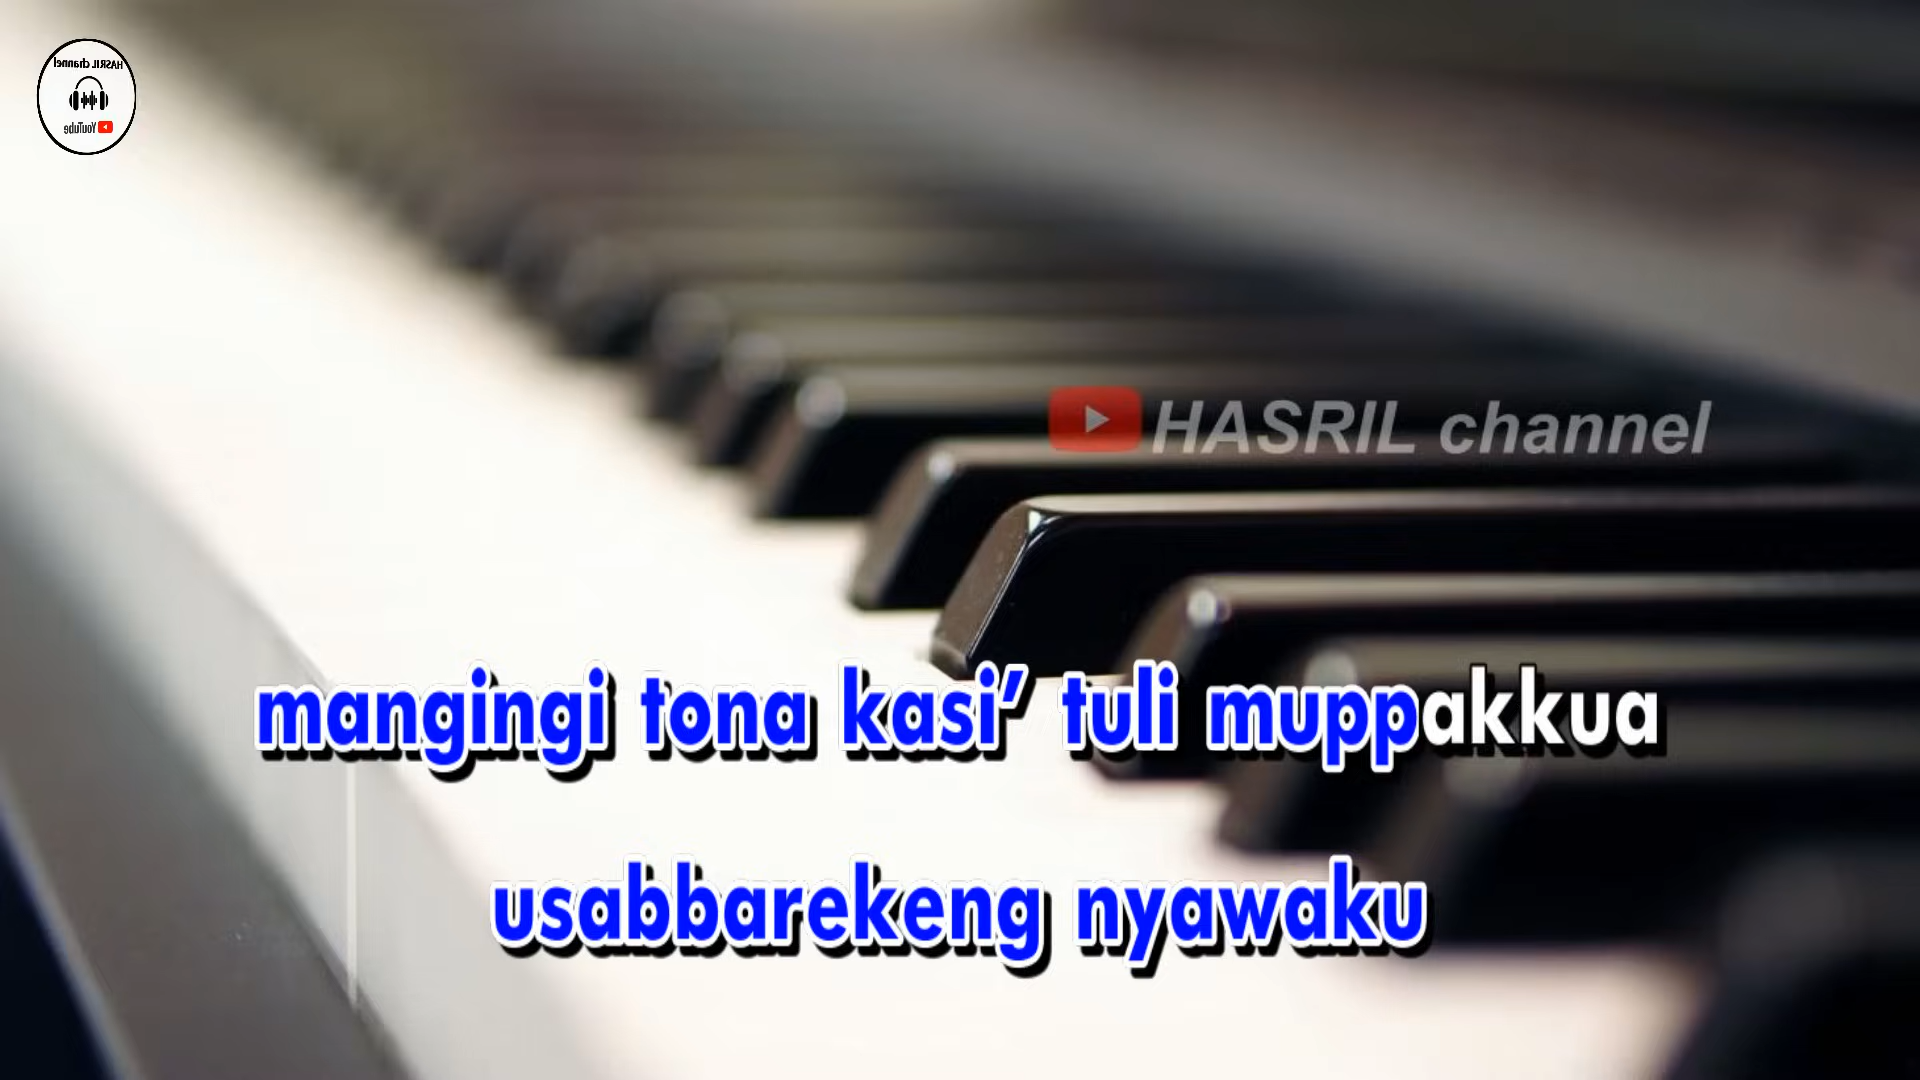 HASRIL channel
YouTube
HASRIL channel
mangingi tona kasi’ tuli muppakkua
usabbarekeng nyawaku